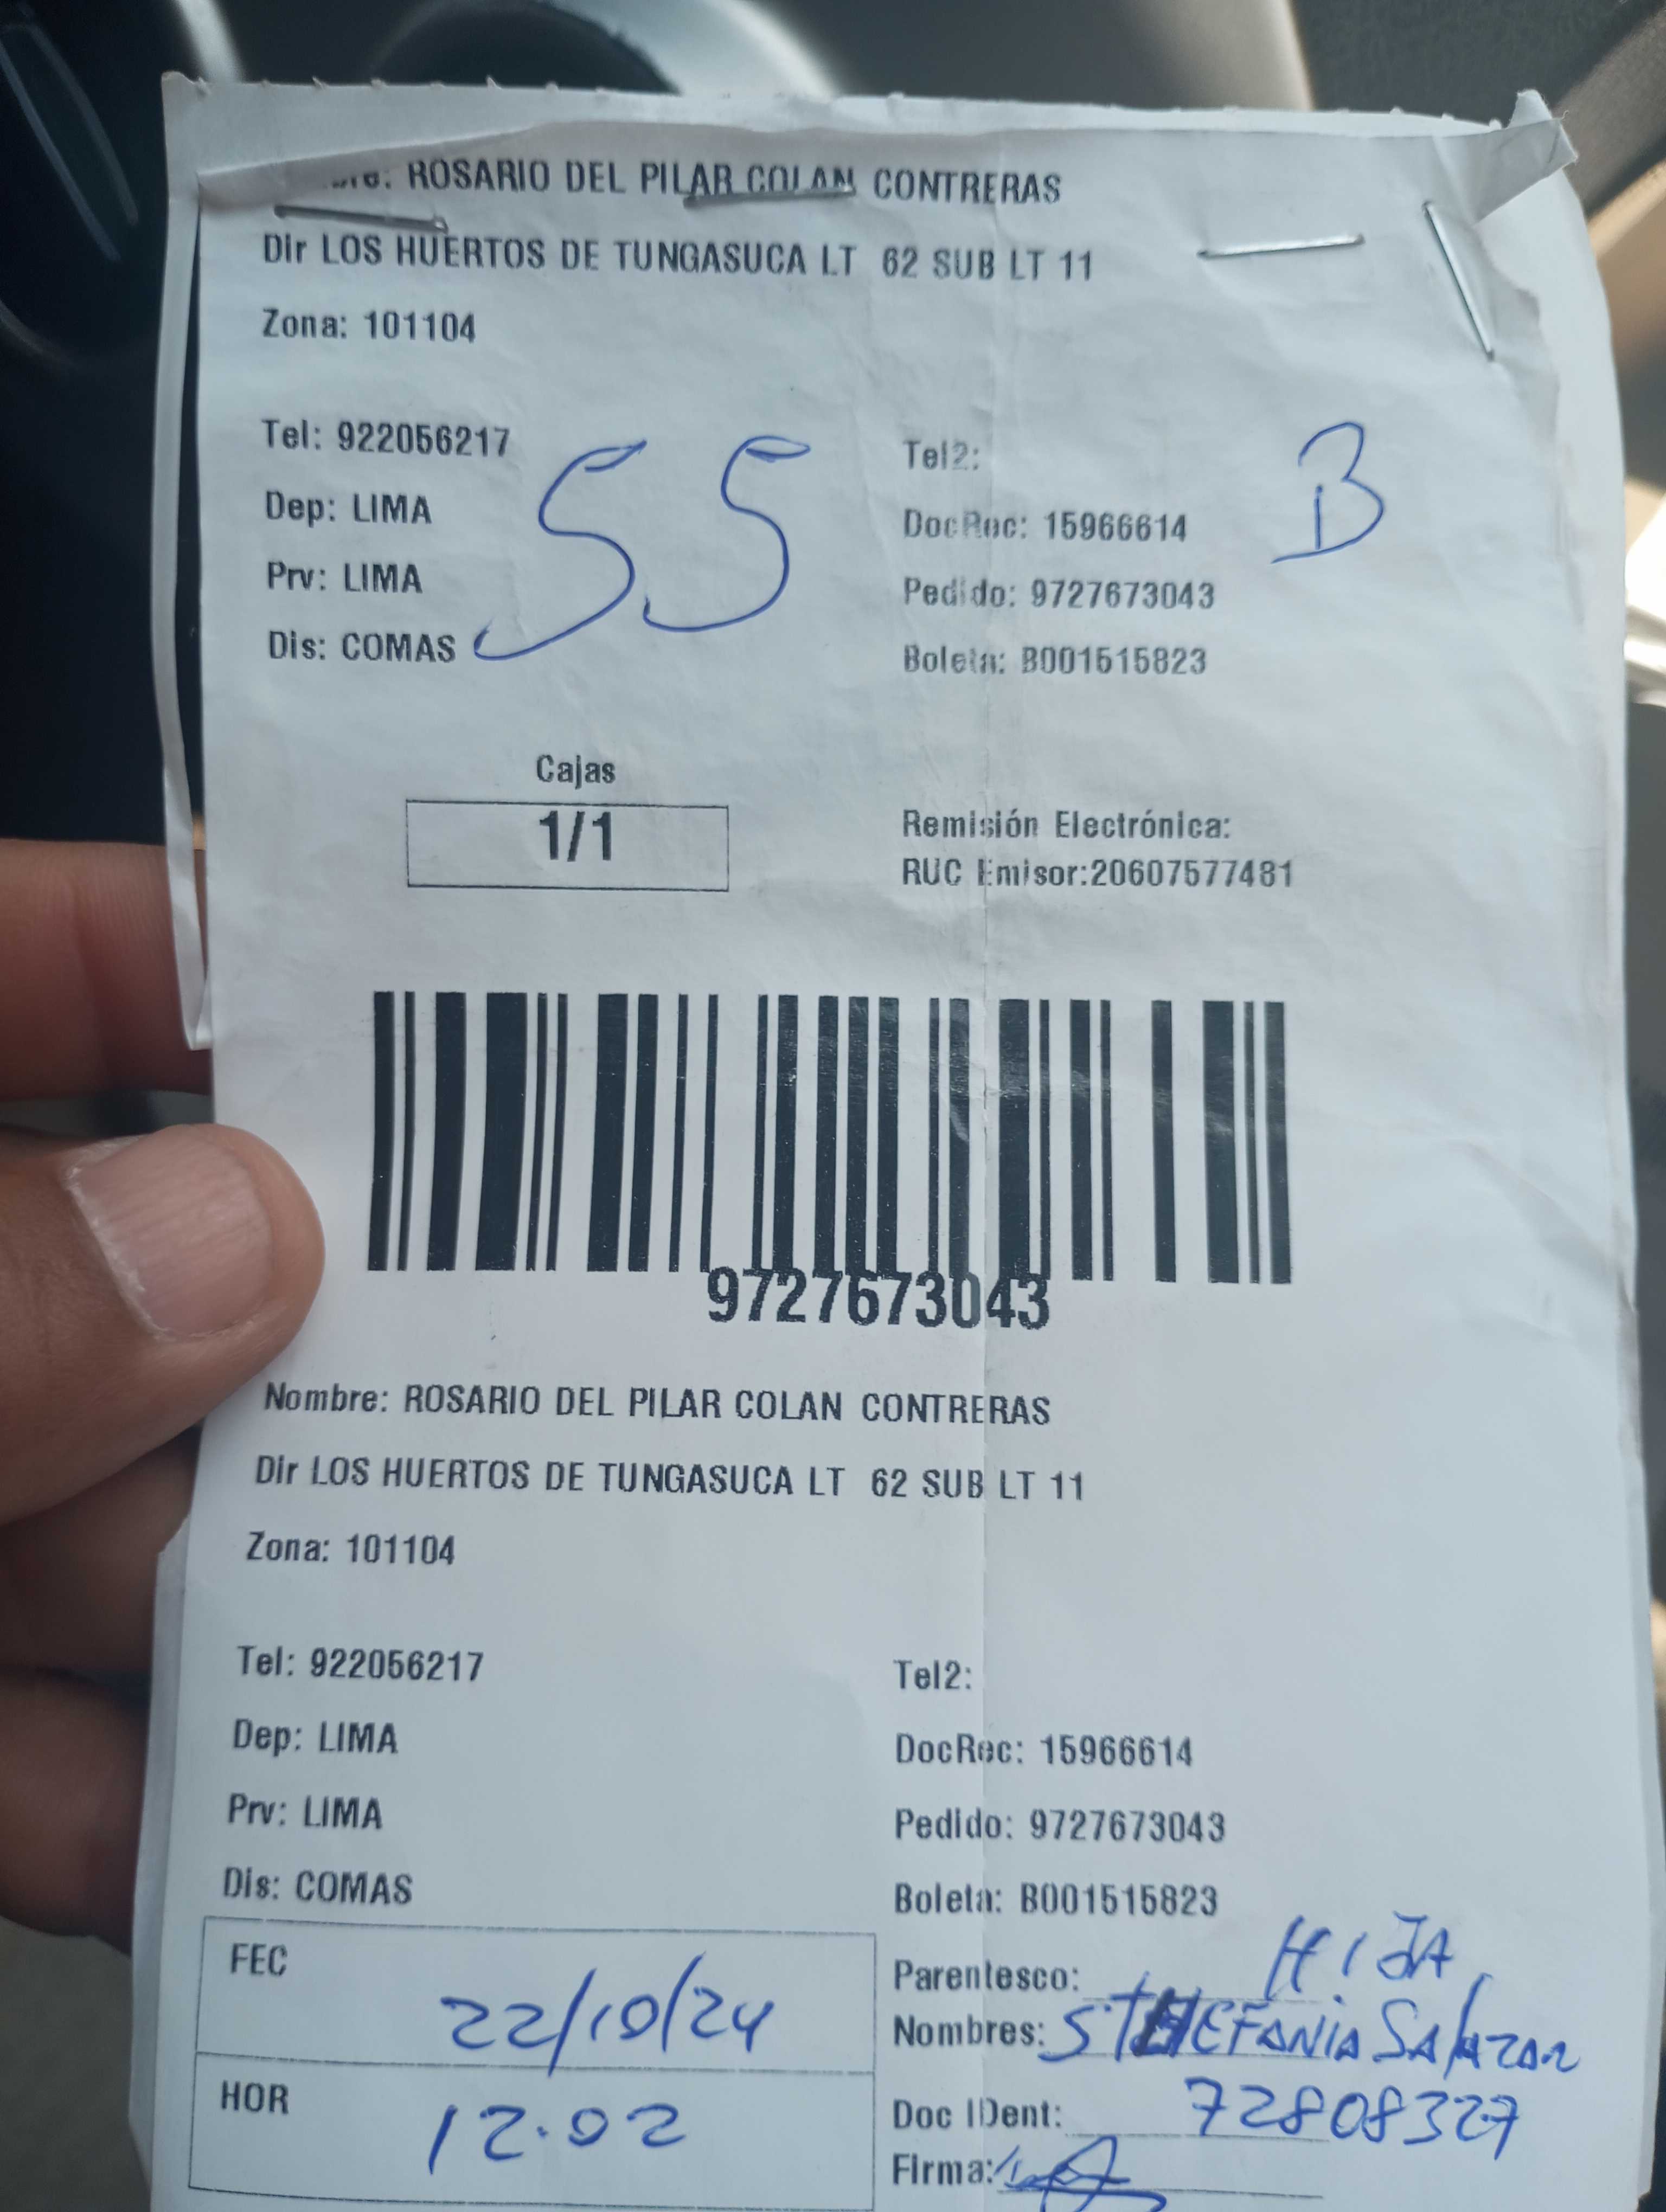 ROSARIO DEL PILAR COLAN CONTRERAS
Dir LOS HUERTOS DE TUNGASUCA LT 62 SUB LT 11
Zona: 101104
Tel: 922056217
Tel2:
55
B
Dep: LIMA
DocRec: 15966614
Prv: LIMA
Pedido: 9727673043
Dis: COMAS
Boleta: B001515823
Cajas
1/1
Remisión Electrónica:
RUC Emisor:20607577481
9727673043
Nombre: ROSARIO DEL PILAR COLAN CONTRERAS
Dir LOS HUERTOS DE TUNGASUCA LT 62 SUB LT 11
Zona: 101104
Tel: 922056217
Tel2:
Dep: LIMA
DocRec: 15966614
Prv: LIMA
Pedido: 9727673043
Dis: COMAS
Boleta: B001515823
FEC
22/10/24
Parentesco: HIJA
Nombres: STHEFANIA SALAZAR
HOR
12.02
Doc IDent: 72808327
Firma: